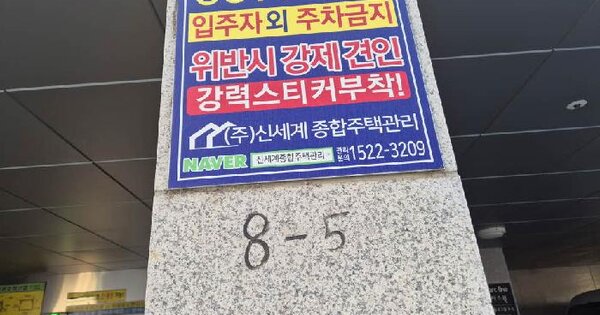 입주자외 주차금지
위반시 강제 견인
강력스티커부착!
(주)신세계 종합주택관리
NAVER 신세계종합주택관리 관리문의 1522-3209
8-5